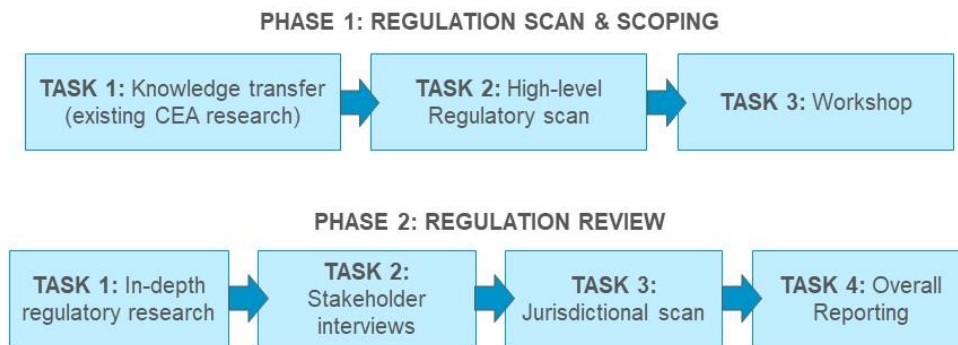 PHASE 1: REGULATION SCAN & SCOPING
TASK 1: Knowledge transfer
(existing CEA research)
TASK 2: High-level
Regulatory scan
TASK 3: Workshop
PHASE 2: REGULATION REVIEW
TASK 1: In-depth
regulatory research
TASK 2:
Stakeholder
interviews
TASK 3:
Jurisdictional scan
TASK 4: Overall
Reporting